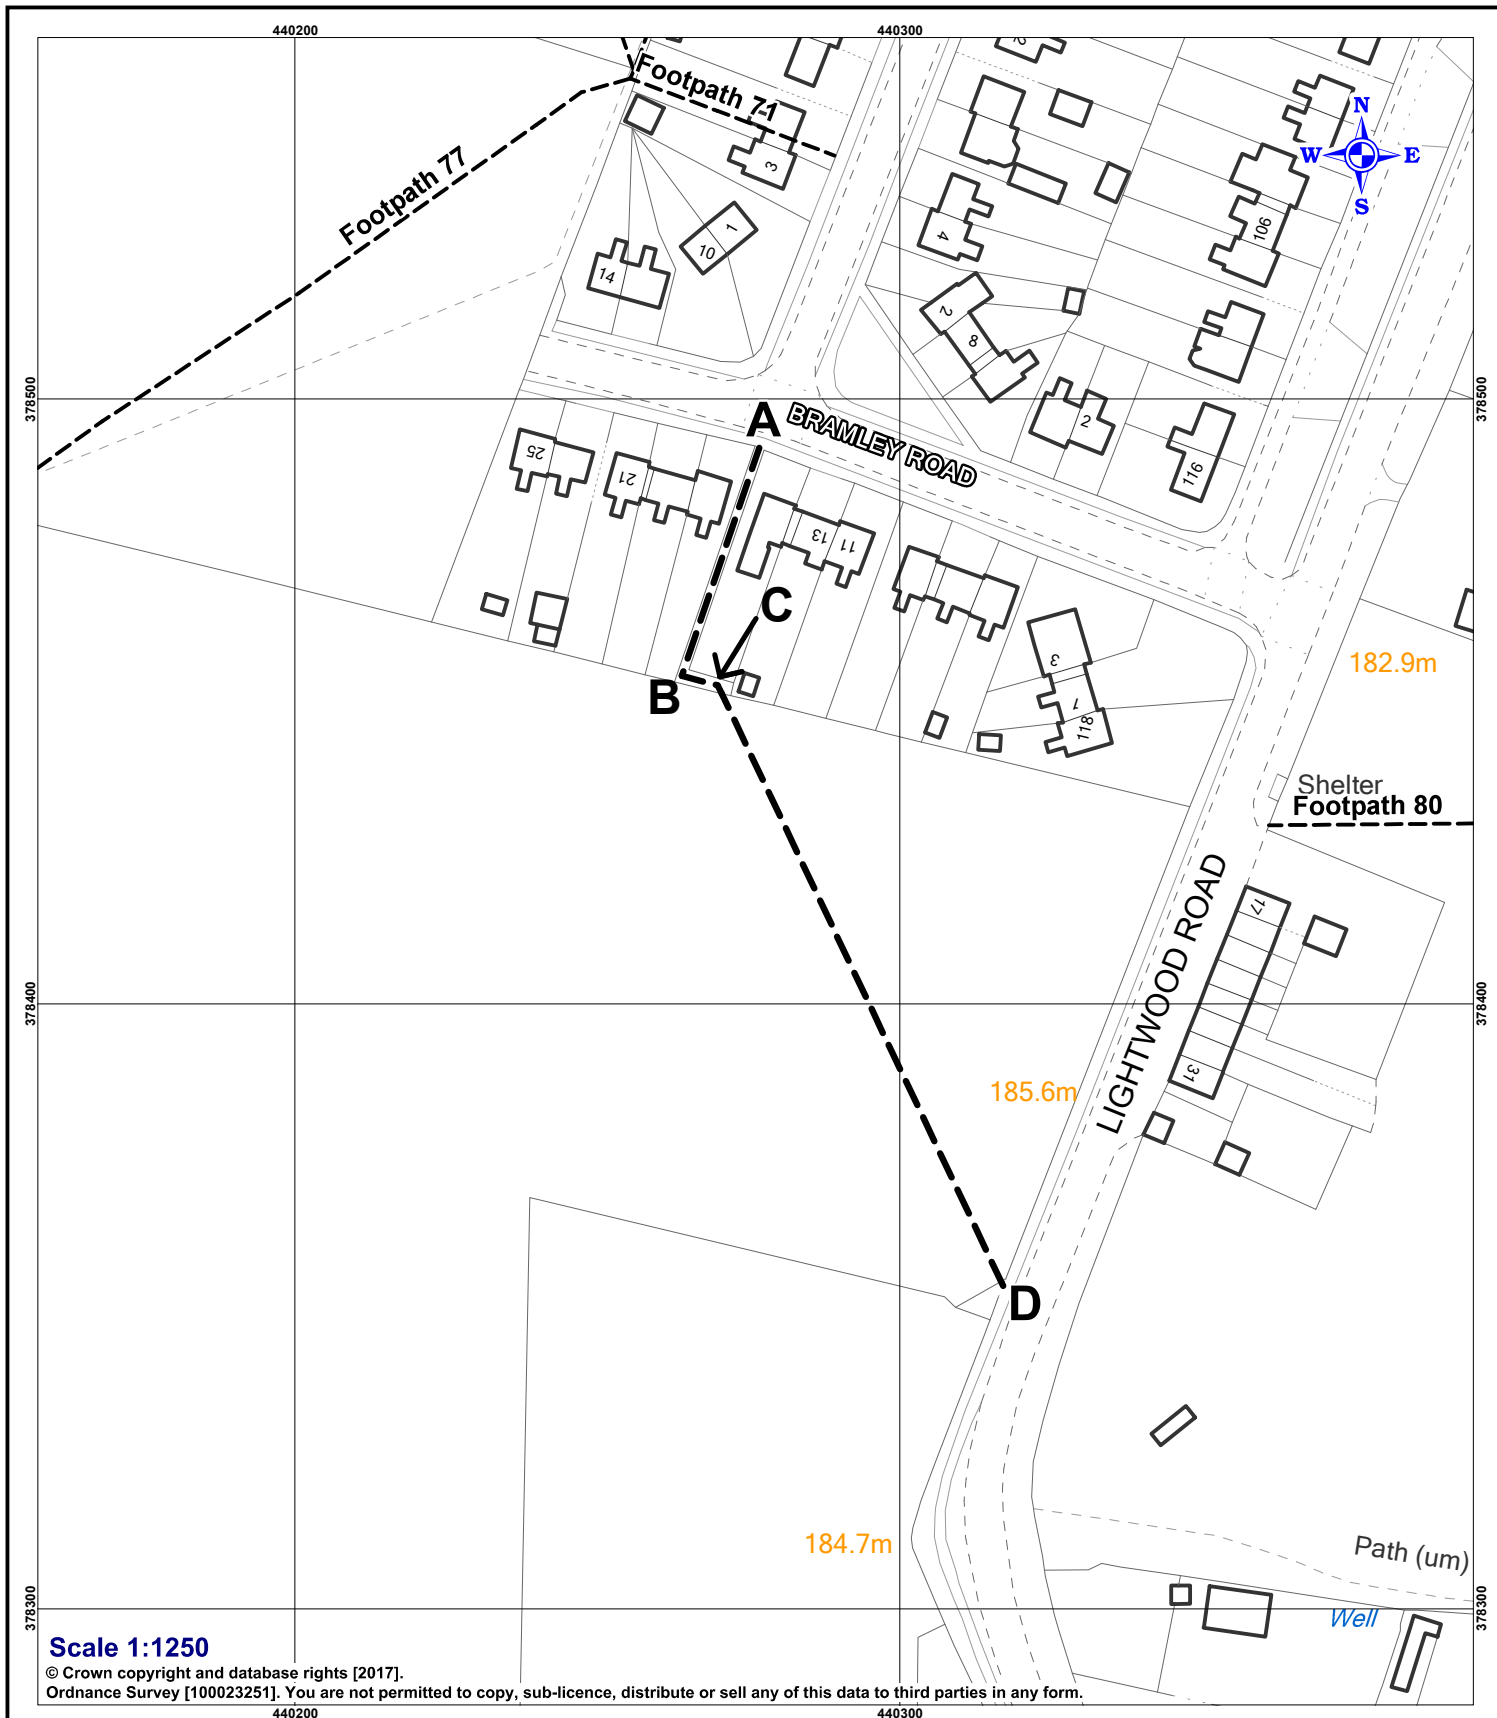 440200
440300
2
Footpath 71
N
W E
S
3
Footpath 77
106
1
10
4
14
2
8
378500
378500
A
BRAMLEY ROAD
2
25
21
116
13
11
C
3
182.9m
B
1
118
Shelter
Footpath 80
17
LIGHTWOOD ROAD
378400
378400
31
185.6m
D
184.7m
Path (um)
378300
378300
Well
Scale 1:1250
© Crown copyright and database rights [2017].
Ordnance Survey [100023251]. You are not permitted to copy, sub-licence, distribute or sell any of this data to third parties in any form.
440200
440300